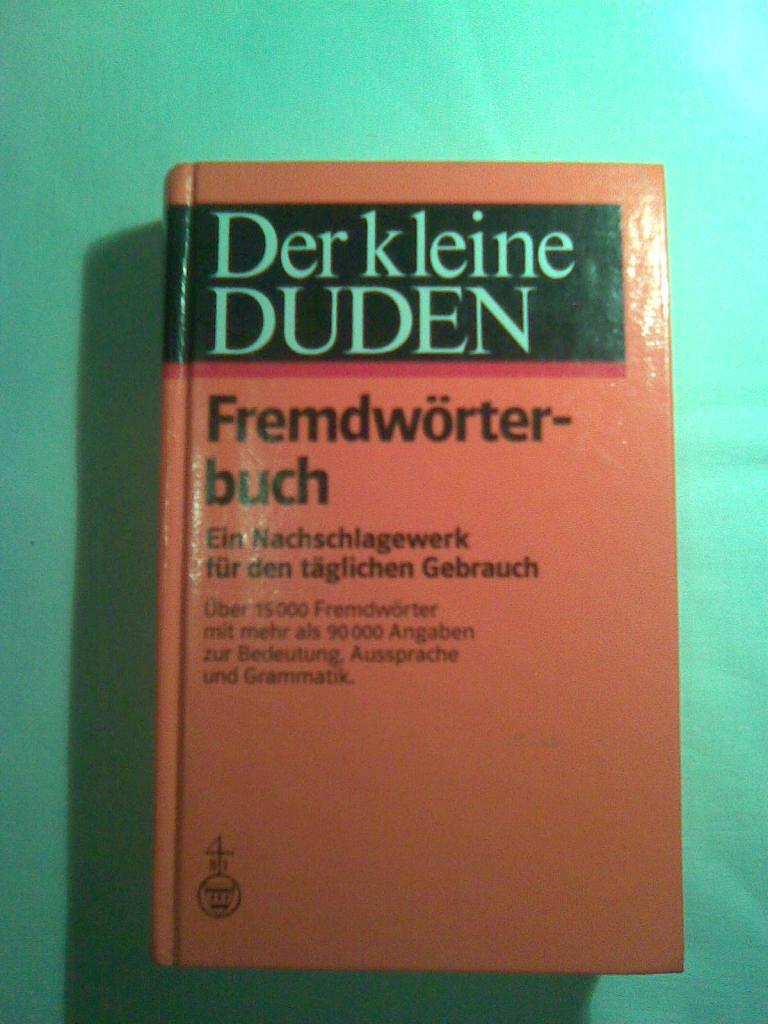 Der kleine
DUDEN
Fremdwörter-
buch
Ein Nachschlagewerk
für den täglichen Gebrauch
Über 15000 Fremdwörter
mit mehr als 90000 Angaben
zur Bedeutung, Aussprache
und Grammatik.